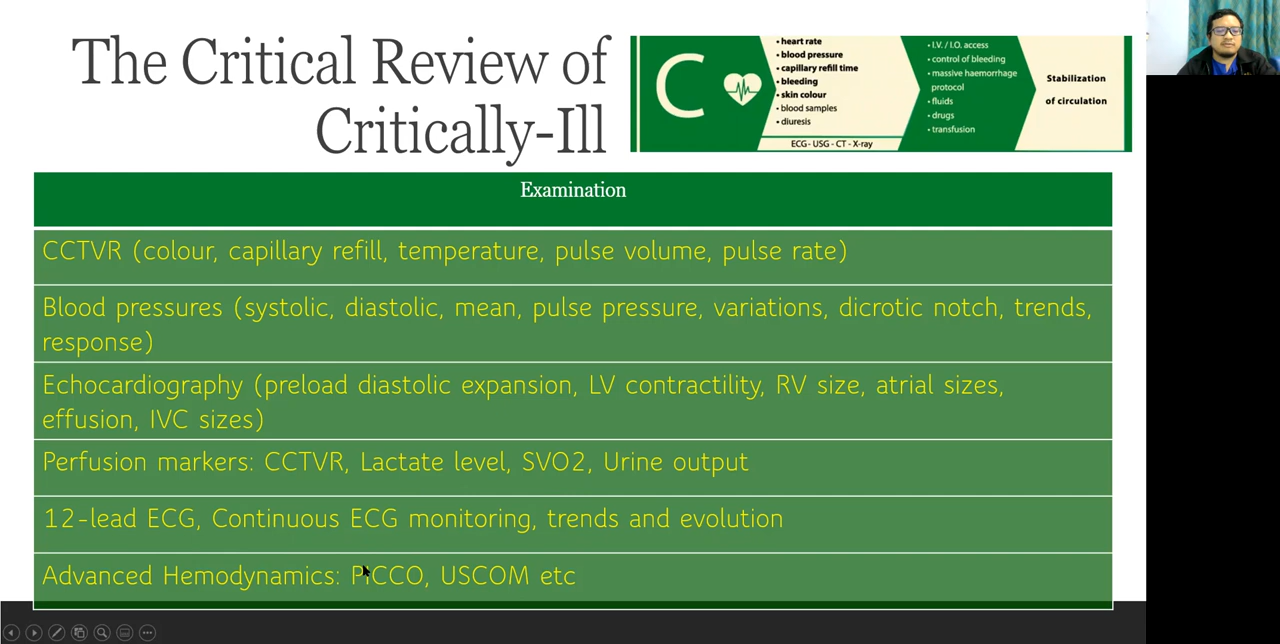 The Critical Review of
Critically-Ill
C
• heart rate
• blood pressure
• capillary refill time
• bleeding
• skin colour
• blood samples
• diuresis
ECG - USG - CT - X-ray
• I.V. / I.O. access
• control of bleeding
• massive haemorrhage
protocol
• fluids
• drugs
• transfusion
Stabilization
of circulation
Examination
CCTVR (colour, capillary refill, temperature, pulse volume, pulse rate)
Blood pressures (systolic, diastolic, mean, pulse pressure, variations, dicrotic notch, trends,
response)
Echocardiography (preload diastolic expansion, LV contractility, RV size, atrial sizes,
effusion, IVC sizes)
Perfusion markers: CCTVR, Lactate level, SVO2, Urine output
12-lead ECG, Continuous ECG monitoring, trends and evolution
Advanced Hemodynamics: PiCCO, USCOM etc